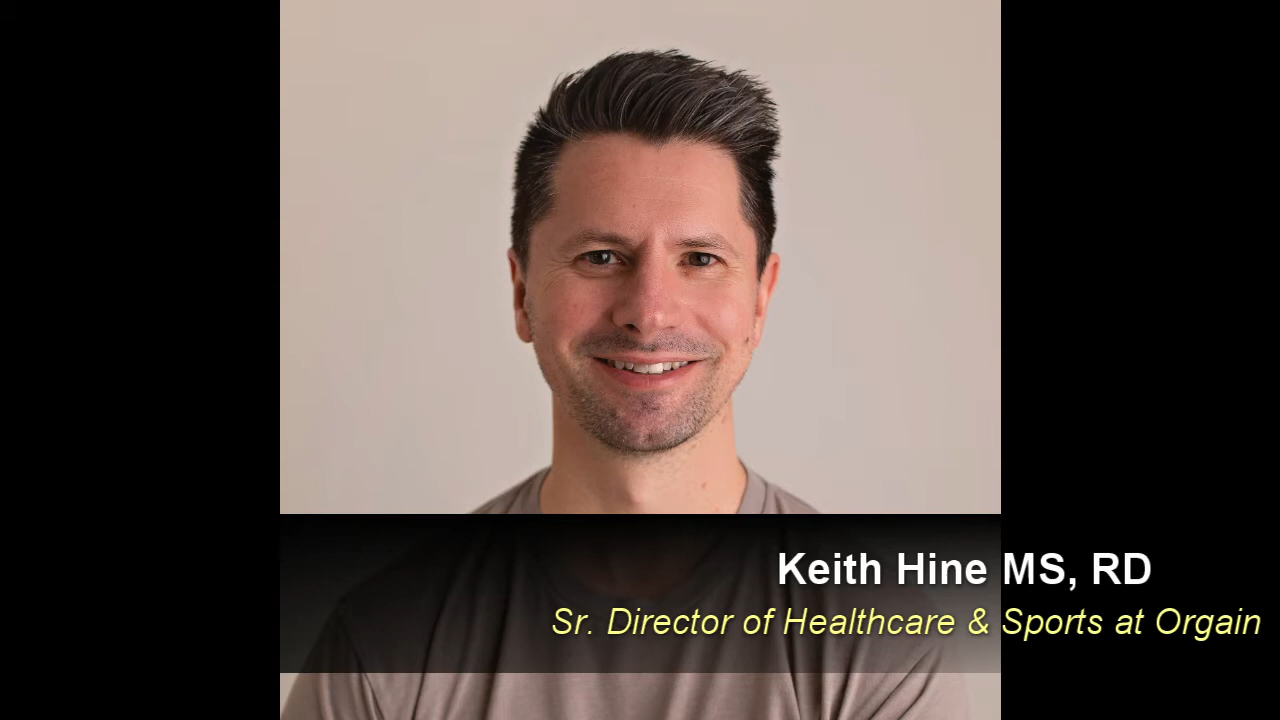 Keith Hine MS, RD
Sr. Director of Healthcare & Sports at Orgain